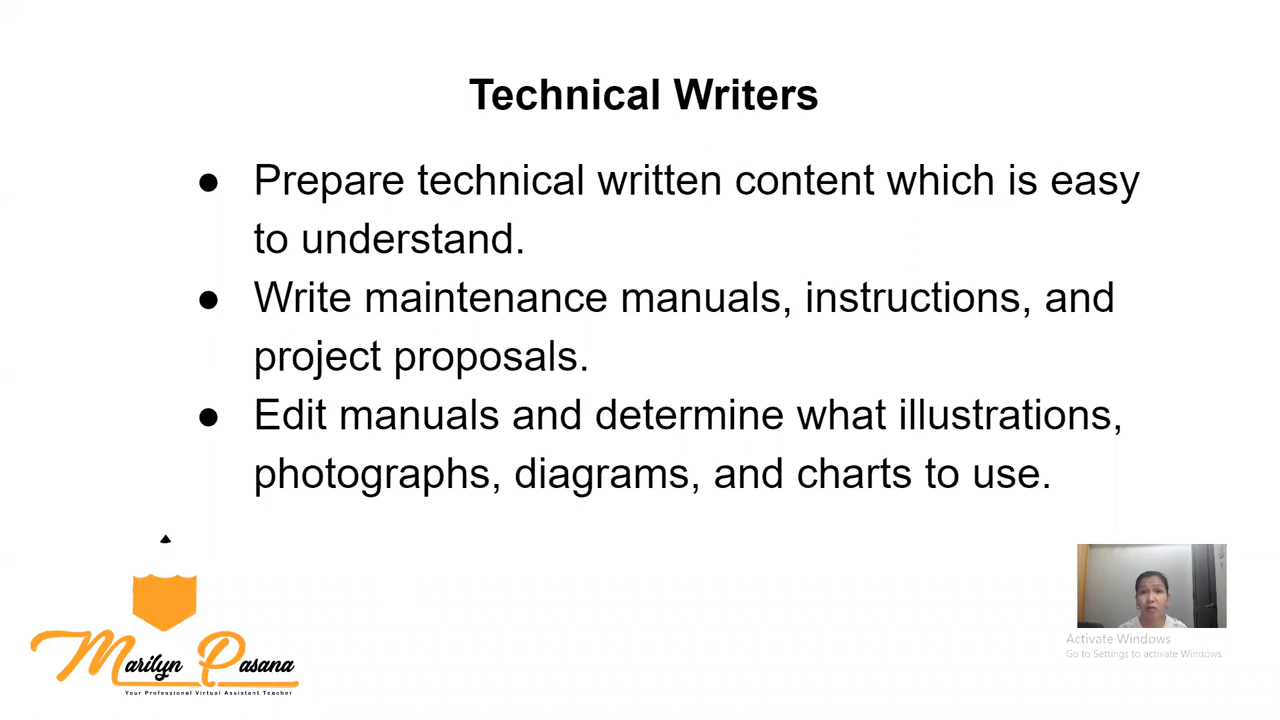 Technical Writers
● Prepare technical written content which is easy
to understand.
● Write maintenance manuals, instructions, and
project proposals.
● Edit manuals and determine what illustrations,
photographs, diagrams, and charts to use.
Marilyn Pasana
Your Professional Virtual Assistant Teacher
Activate Windows
Go to Settings to activate Windows.